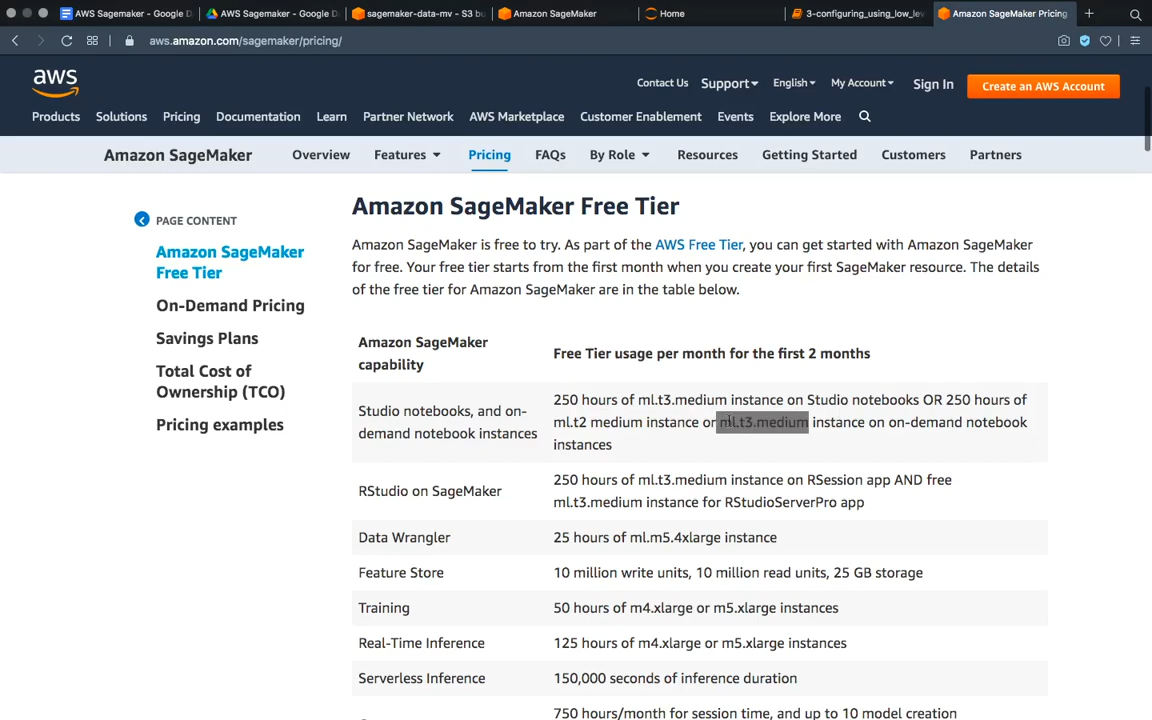 AWS Sagemaker - Google D
AWS Sagemaker - Google D
sagemaker-data-mv - S3 bu
Amazon SageMaker
Home
3-configuring_using_low_lev
Amazon SageMaker Pricing
aws.amazon.com/sagemaker/pricing/
aws
Contact Us
Support
English
My Account
Sign In
Create an AWS Account
Products
Solutions
Pricing
Documentation
Learn
Partner Network
AWS Marketplace
Customer Enablement
Events
Explore More
Amazon SageMaker
Overview
Features
Pricing
FAQs
By Role
Resources
Getting Started
Customers
Partners
PAGE CONTENT
Amazon SageMaker
Free Tier
On-Demand Pricing
Savings Plans
Total Cost of
Ownership (TCO)
Pricing examples
Amazon SageMaker Free Tier
Amazon SageMaker is free to try. As part of the AWS Free Tier, you can get started with Amazon SageMaker
for free. Your free tier starts from the first month when you create your first SageMaker resource. The details
of the free tier for Amazon SageMaker are in the table below.
Amazon SageMaker
capability
Free Tier usage per month for the first 2 months
Studio notebooks, and on-
demand notebook instances
250 hours of ml.t3.medium instance on Studio notebooks OR 250 hours of
ml.t2 medium instance or ml.t3.medium instance on on-demand notebook
instances
RStudio on SageMaker
250 hours of ml.t3.medium instance on RSession app AND free
ml.t3.medium instance for RStudioServerPro app
Data Wrangler
25 hours of ml.m5.4xlarge instance
Feature Store
10 million write units, 10 million read units, 25 GB storage
Training
50 hours of m4.xlarge or m5.xlarge instances
Real-Time Inference
125 hours of m4.xlarge or m5.xlarge instances
Serverless Inference
150,000 seconds of inference duration
750 hours/month for session time, and up to 10 model creation